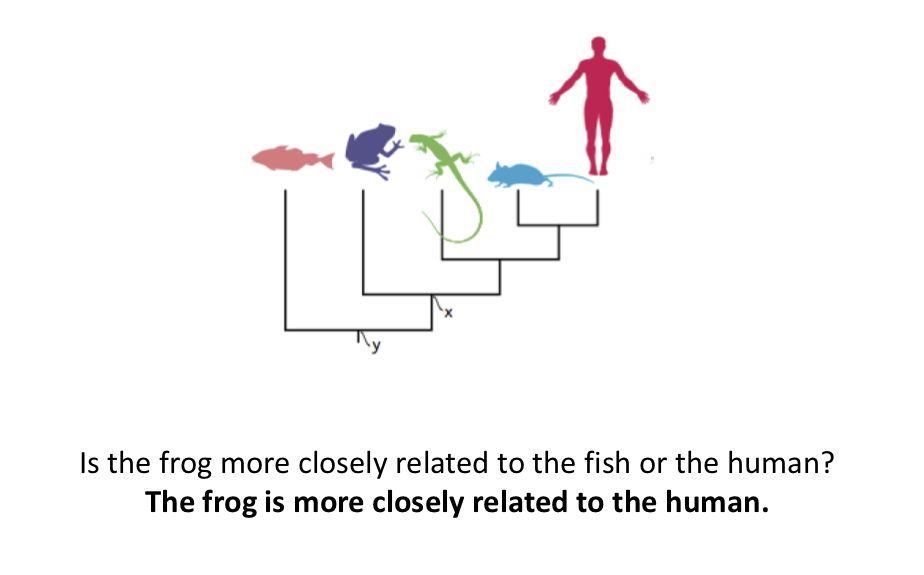 x
y
Is the frog more closely related to the fish or the human?
The frog is more closely related to the human.